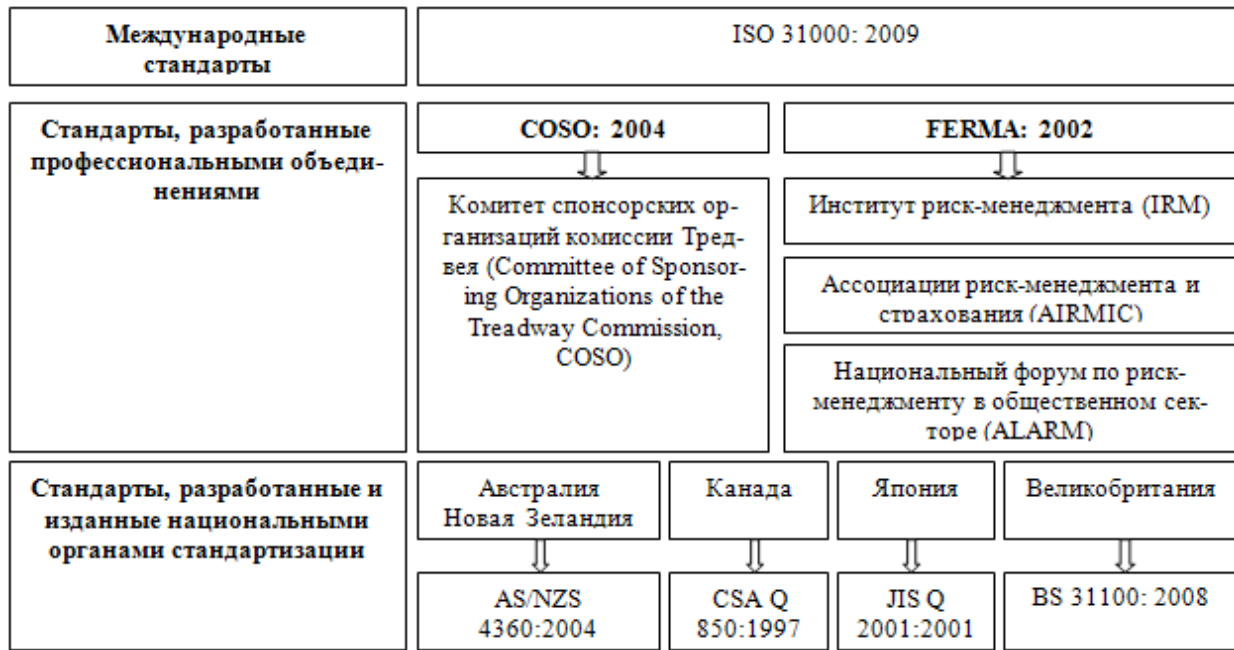 Международные
стандарты
ISO 31000: 2009
Стандарты, разработанные
профессиональными объеди-
нениями
COSO: 2004
Комитет спонсорских ор-
ганизаций комиссии Тред-
вея (Committee of Sponsor-
ing Organizations of the
Treadway Commission,
COSO)
FERMA: 2002
Институт риск-менеджмента (IRM)
Ассоциации риск-менеджмента и
страхования (AIRMIC)
Национальный форум по риск-
менеджменту в общественном сек-
торе (ALARM)
Стандарты, разработанные и
изданные национальными
органами стандартизации
Австралия
Новая Зеландия
Канада
Япония
Великобритания
AS/NZS
4360:2004
CSA Q
850:1997
JIS Q
2001:2001
BS 31100: 2008